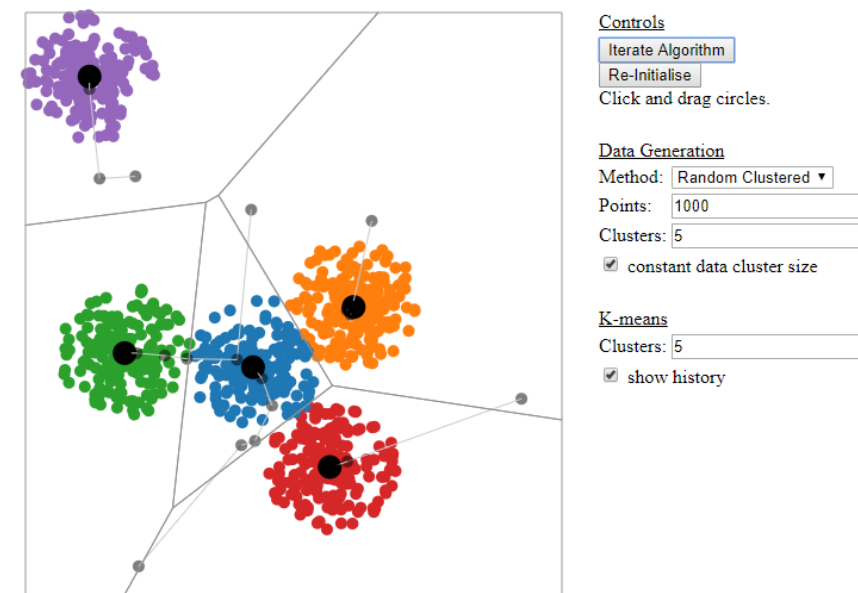 Controls
Iterate Algorithm
Re-Initialise
Click and drag circles.
Data Generation
Method: Random Clustered
Points: 1000
Clusters: 5
constant data cluster size
K-means
Clusters: 5
show history